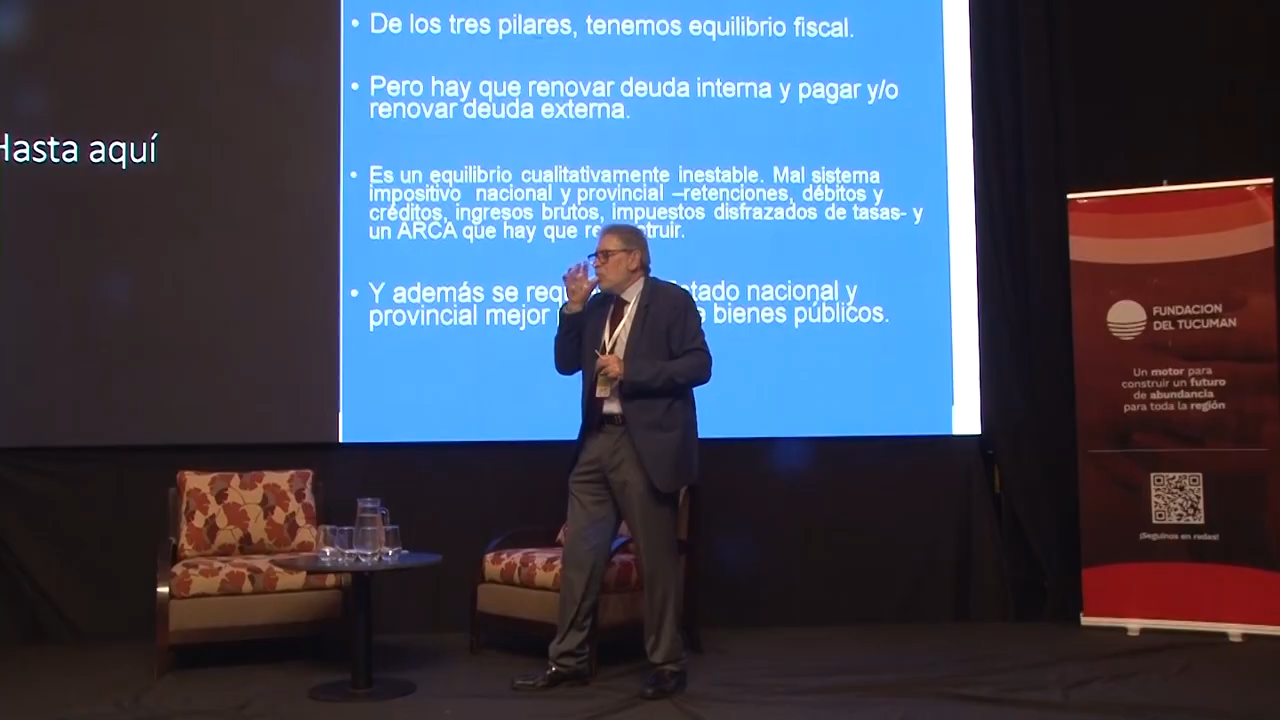 Hasta aquí
• De los tres pilares, tenemos equilibrio fiscal.
• Pero hay que renovar deuda interna y pagar y/o
renovar deuda externa.
• Es un equilibrio cualitativamente inestable. Mal sistema
impositivo nacional y provincial –retenciones, débitos y
créditos, ingresos brutos, impuestos disfrazados de tasas- y
un ARCA que hay que
• Y además se nacional y
provincial mejor bienes públicos.
FUNDACION
DEL TUCUMAN
Un motor para
construir un futuro
de abundancia
para toda la región
¡Seguinos en redes!